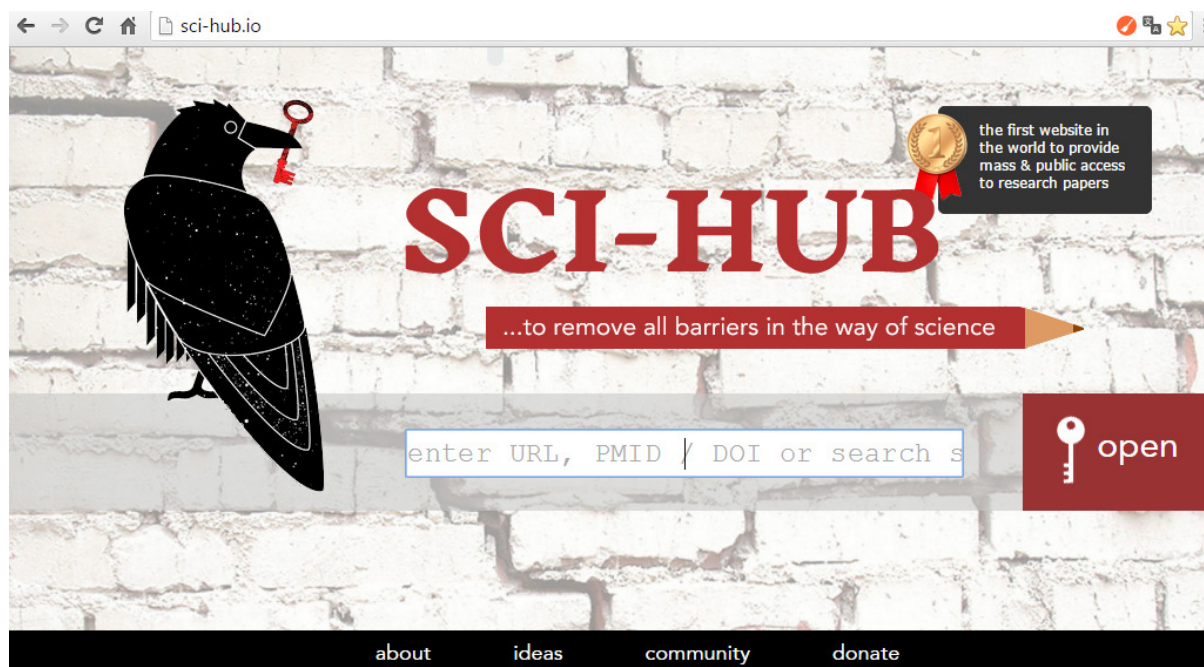 sci-hub.io
the first website in
the world to provide
mass & public access
to research papers
SCI-HUB
...to remove all barriers in the way of science
enter URL, PMID / DOI or search s
open
about ideas community donate